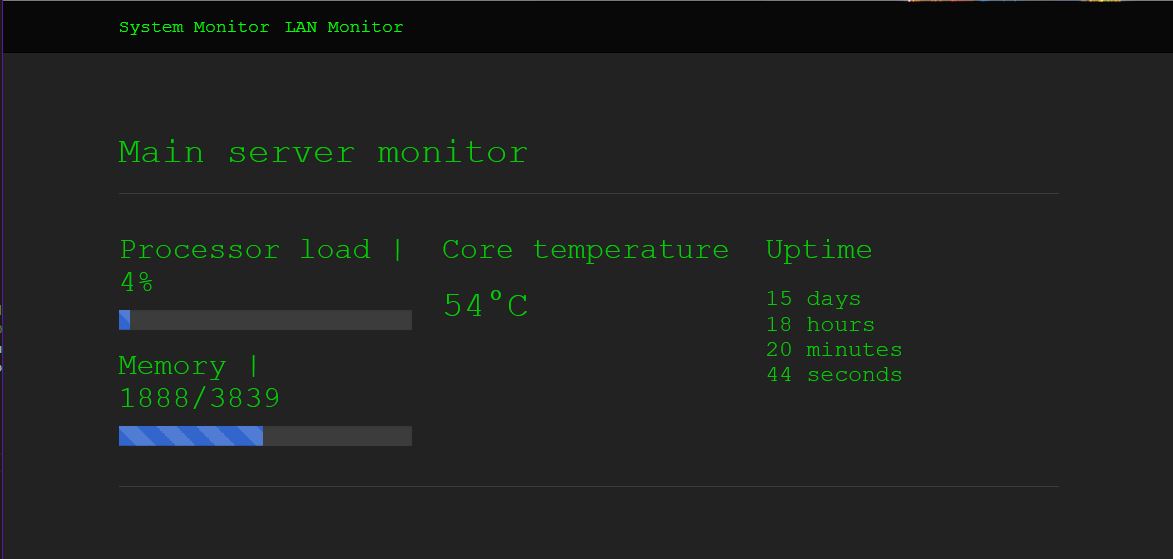 System Monitor LAN Monitor
Main server monitor
Processor load |
4%
Memory |
1888/3839
Core temperature
54°C
Uptime
15 days
18 hours
20 minutes
44 seconds